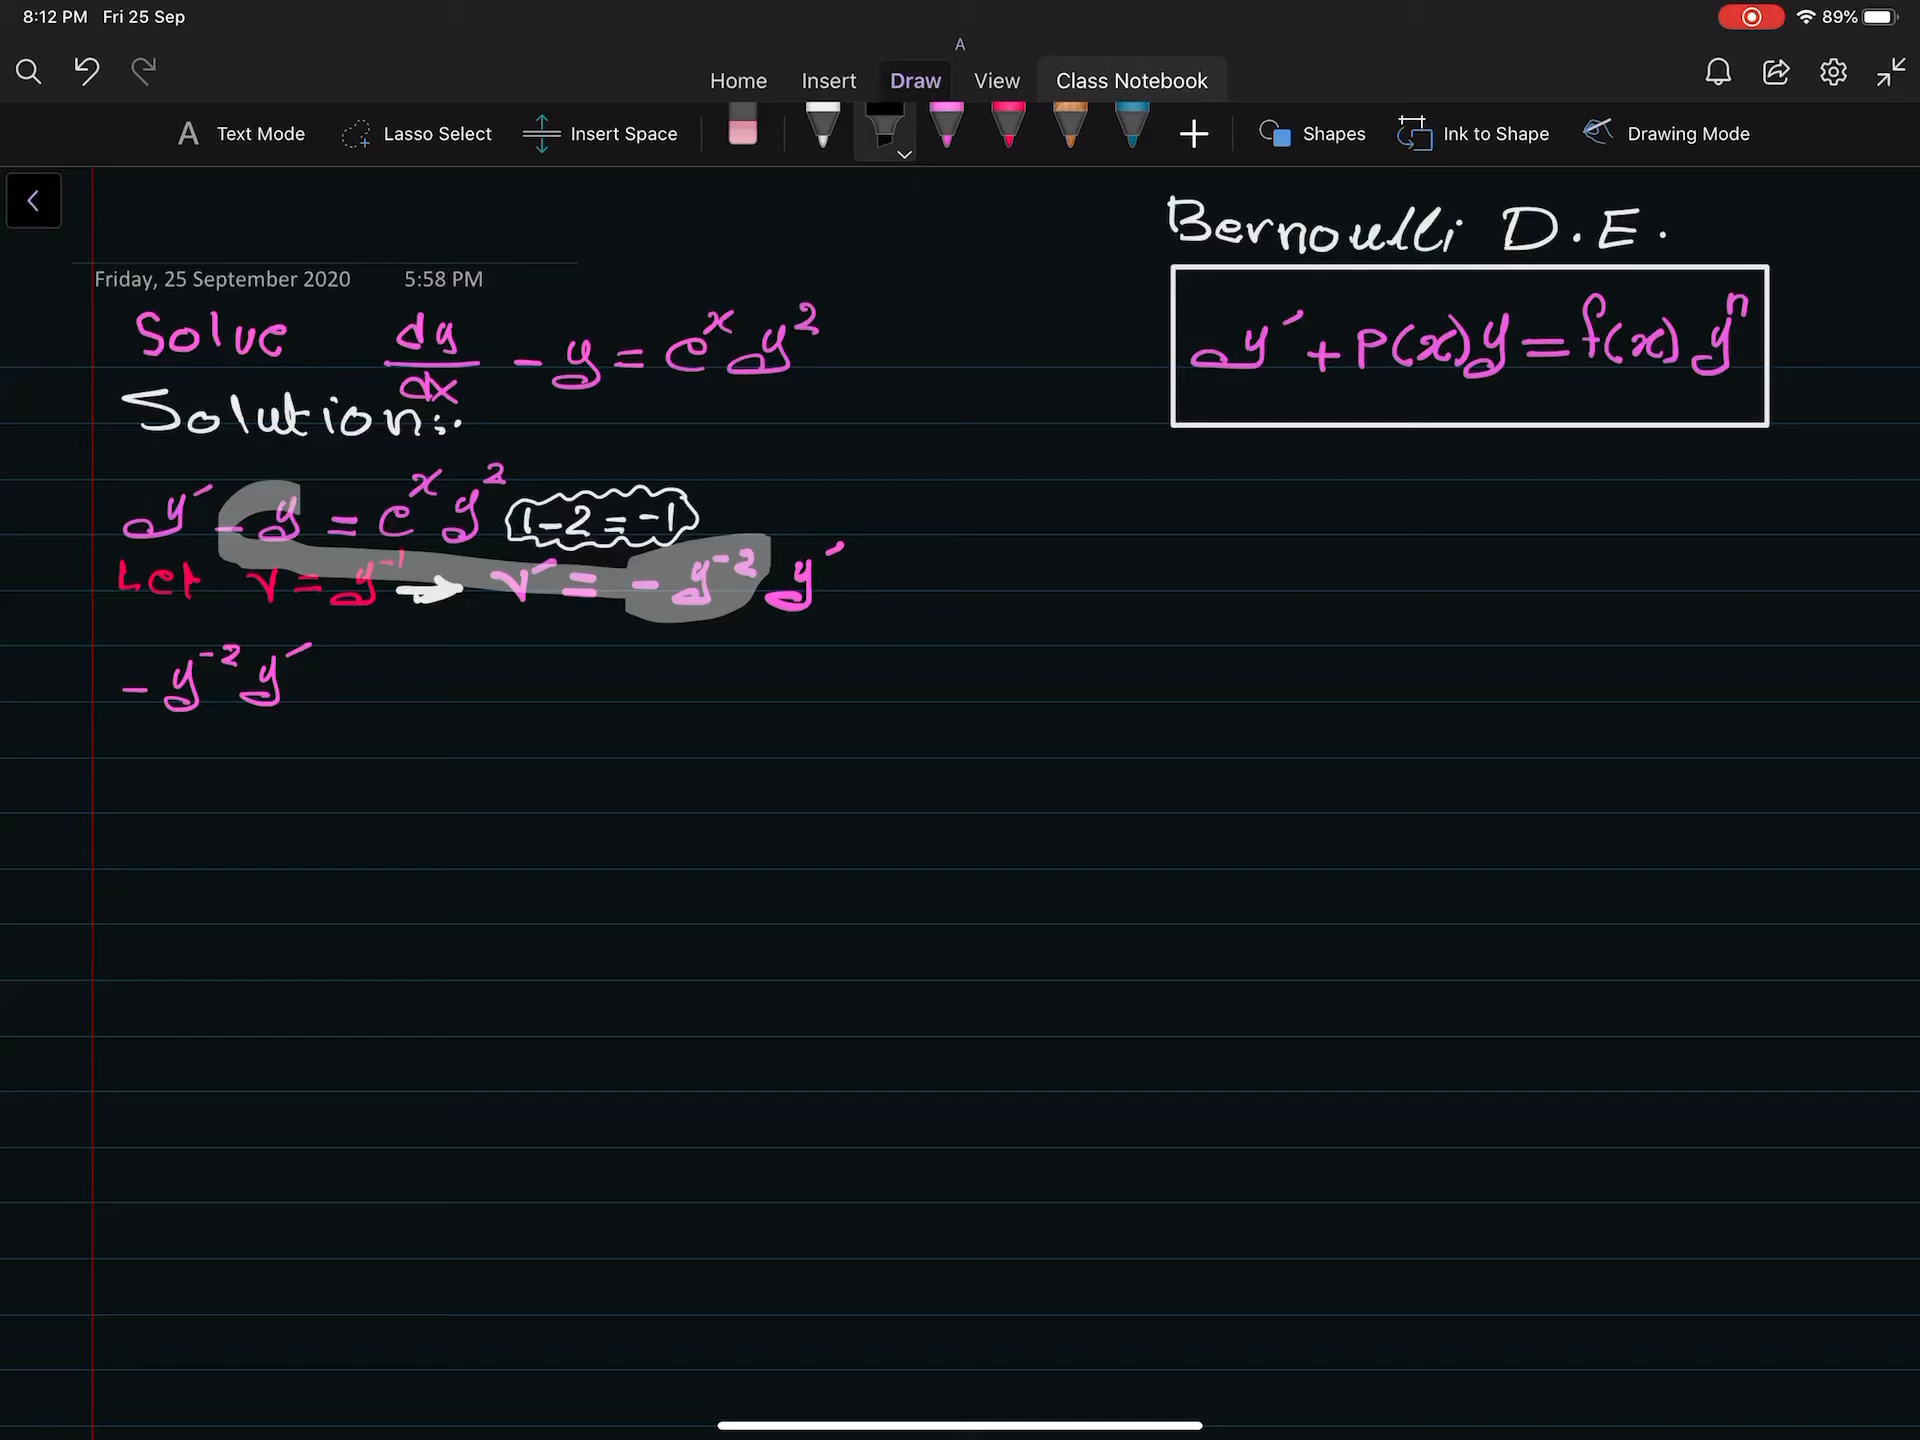 8:12 PM Fri 25 Sep 89%
A
Home Insert Draw View Class Notebook
A Text Mode Lasso Select Insert Space Shapes Ink to Shape Drawing Mode
Bernoulli D.E.
y′ + P(x)y = f(x) yⁿ
Friday, 25 September 2020 5:58 PM
Solve dy/dx - y = eˣ y²
Solution:.
y′ - y = eˣ y² 1-2=-1
Let v = y⁻¹ → v′ = - y⁻² y′
- y⁻² y′